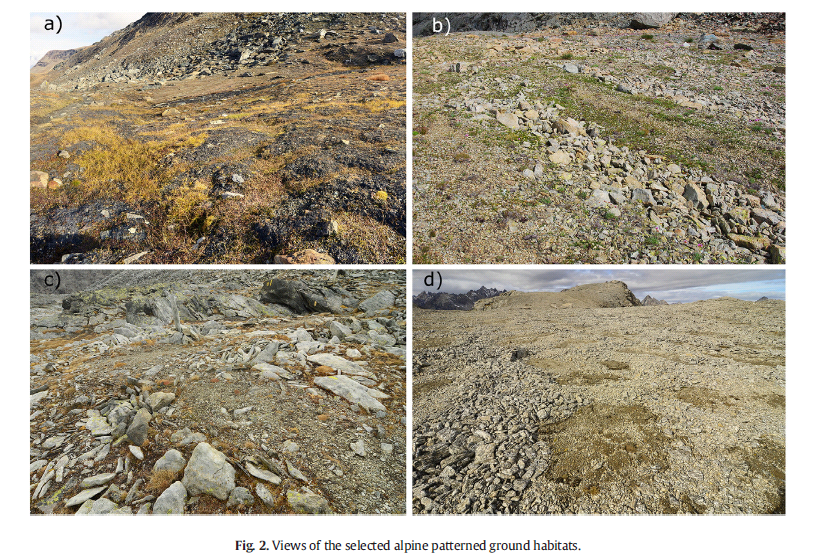 a)
b)
c)
d)
Fig. 2. Views of the selected alpine patterned ground habitats.